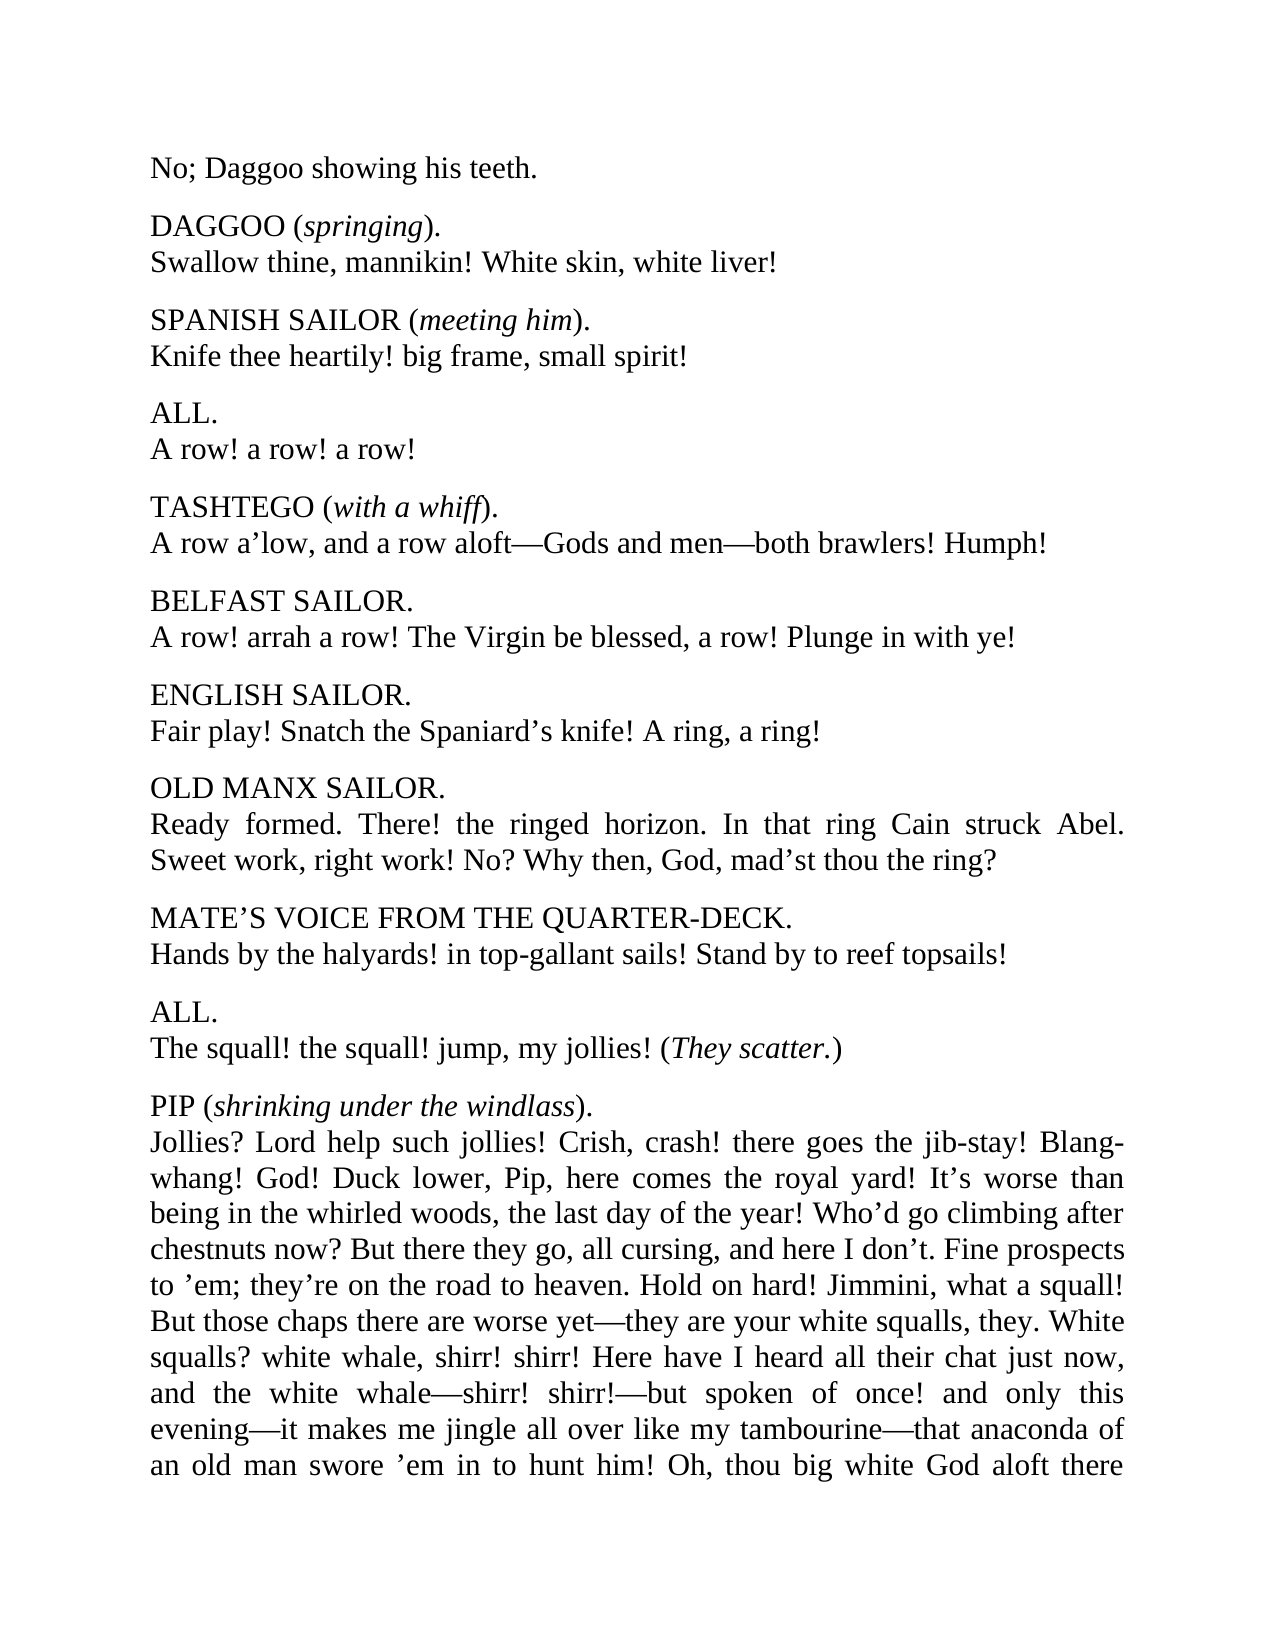 No; Daggoo showing his teeth.
DAGGOO (springing).
Swallow thine, mannikin! White skin, white liver!
SPANISH SAILOR (meeting him).
Knife thee heartily! big frame, small spirit!
ALL.
A row! a row! a row!
TASHTEGO (with a whiff).
A row a’low, and a row aloft—Gods and men—both brawlers! Humph!
BELFAST SAILOR.
A row! arrah a row! The Virgin be blessed, a row! Plunge in with ye!
ENGLISH SAILOR.
Fair play! Snatch the Spaniard’s knife! A ring, a ring!
OLD MANX SAILOR.
Ready formed. There! the ringed horizon. In that ring Cain struck Abel.
Sweet work, right work! No? Why then, God, mad’st thou the ring?
MATE’S VOICE FROM THE QUARTER-DECK.
Hands by the halyards! in top-gallant sails! Stand by to reef topsails!
ALL.
The squall! the squall! jump, my jollies! (They scatter.)
PIP (shrinking under the windlass).
Jollies? Lord help such jollies! Crish, crash! there goes the jib-stay! Blang-
whang! God! Duck lower, Pip, here comes the royal yard! It’s worse than
being in the whirled woods, the last day of the year! Who’d go climbing after
chestnuts now? But there they go, all cursing, and here I don’t. Fine prospects
to ’em; they’re on the road to heaven. Hold on hard! Jimmini, what a squall!
But those chaps there are worse yet—they are your white squalls, they. White
squalls? white whale, shirr! shirr! Here have I heard all their chat just now,
and the white whale—shirr! shirr!—but spoken of once! and only this
evening—it makes me jingle all over like my tambourine—that anaconda of
an old man swore ’em in to hunt him! Oh, thou big white God aloft there